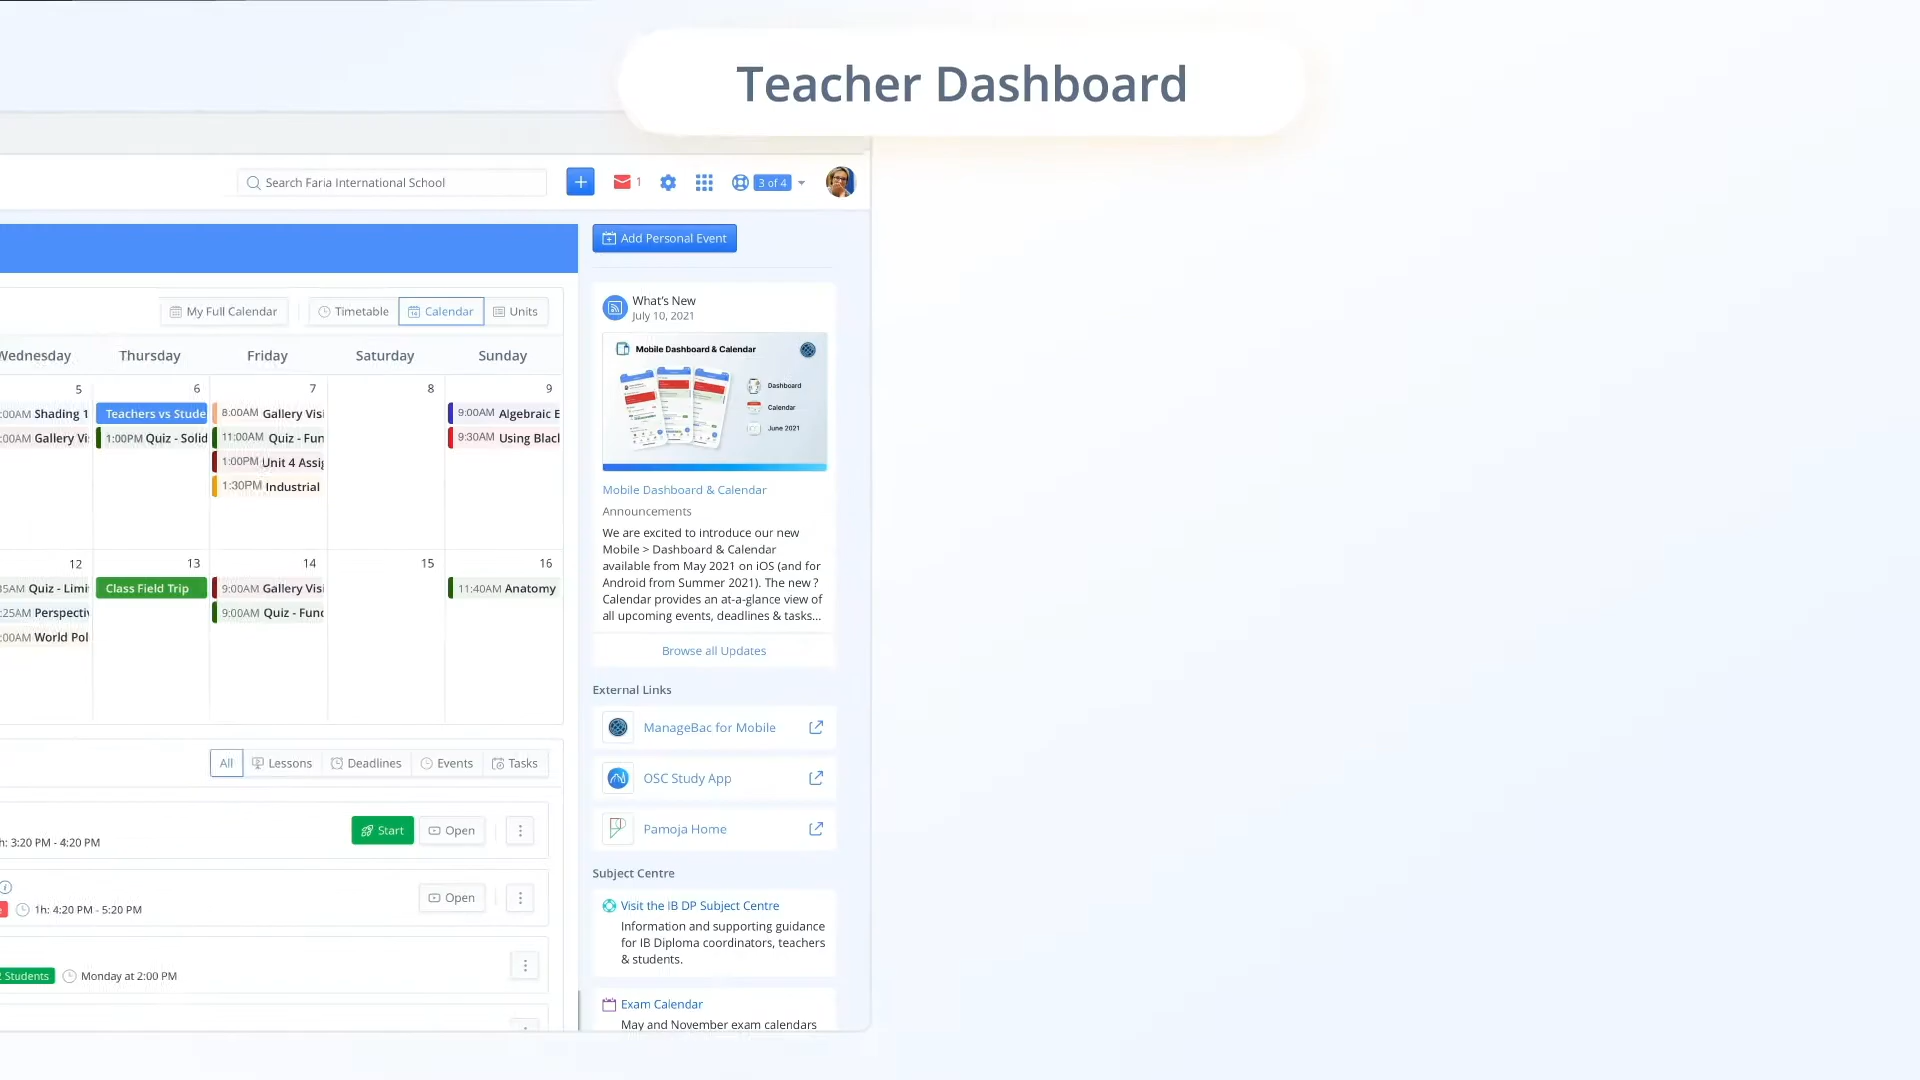 Teacher Dashboard
Search Faria International School
1
3 of 4
Add Personal Event
My Full Calendar
Timetable
Calendar
Units
Wednesday
Thursday
Friday
Saturday
Sunday
5
6
7
8
9
:00AM Shading 1
Teachers vs Stude
8:00AM Gallery Visi
9:00AM Algebraic E
:00AM Gallery Vi
1:00PM Quiz - Solid
11:00AM Quiz - Fun
9:30AM Using Blacl
1:00PM Unit 4 Assig
1:30PM Industrial
12
13
14
15
16
35AM Quiz - Limi
Class Field Trip
9:00AM Gallery Visi
11:40AM Anatomy
:25AM Perspectiv
9:00AM Quiz - Func
:00AM World Pol
All
Lessons
Deadlines
Events
Tasks
h: 3:20 PM - 4:20 PM
Start
Open
1h: 4:20 PM - 5:20 PM
Open
2 Students
Monday at 2:00 PM
What's New
July 10, 2021
Mobile Dashboard & Calendar
Dashboard
Calendar
June 2021
Mobile Dashboard & Calendar
Announcements
We are excited to introduce our new
Mobile > Dashboard & Calendar
available from May 2021 on iOS (and for
Android from Summer 2021). The new ?
Calendar provides an at-a-glance view of
all upcoming events, deadlines & tasks...
Browse all Updates
External Links
ManageBac for Mobile
OSC Study App
Pamoja Home
Subject Centre
Visit the IB DP Subject Centre
Information and supporting guidance
for IB Diploma coordinators, teachers
& students.
Exam Calendar
May and November exam calendars